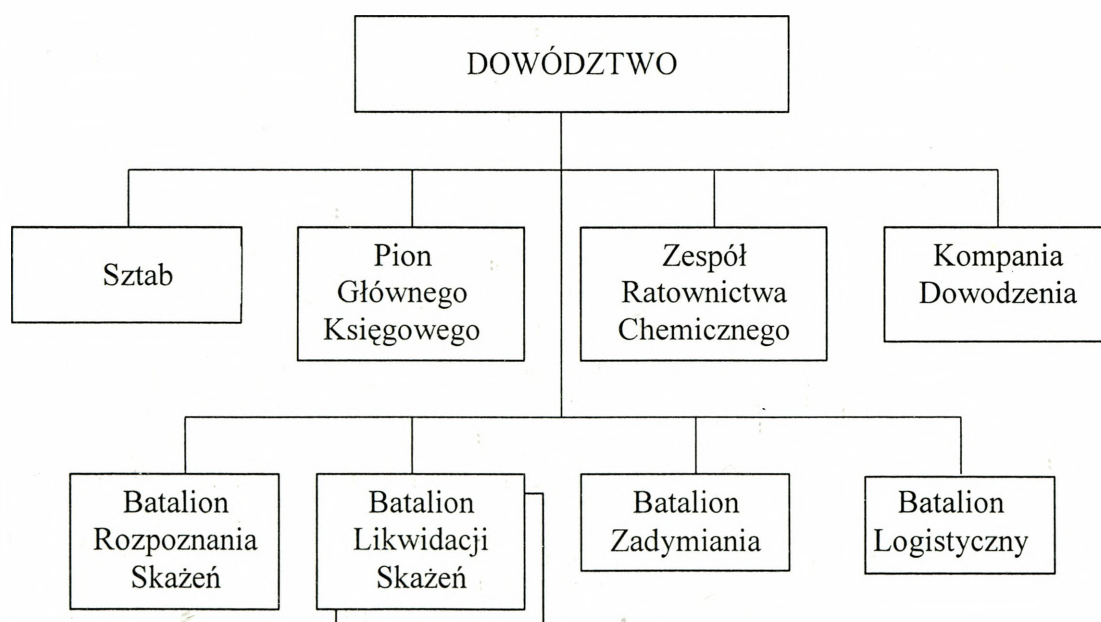 DOWÓDZTWO
Sztab
Pion
Głównego
Księgowego
Zespół
Ratownictwa
Chemicznego
Kompania
Dowodzenia
Batalion
Rozpoznania
Skażeń
Batalion
Likwidacji
Skażeń
Batalion
Zadymiania
Batalion
Logistyczny